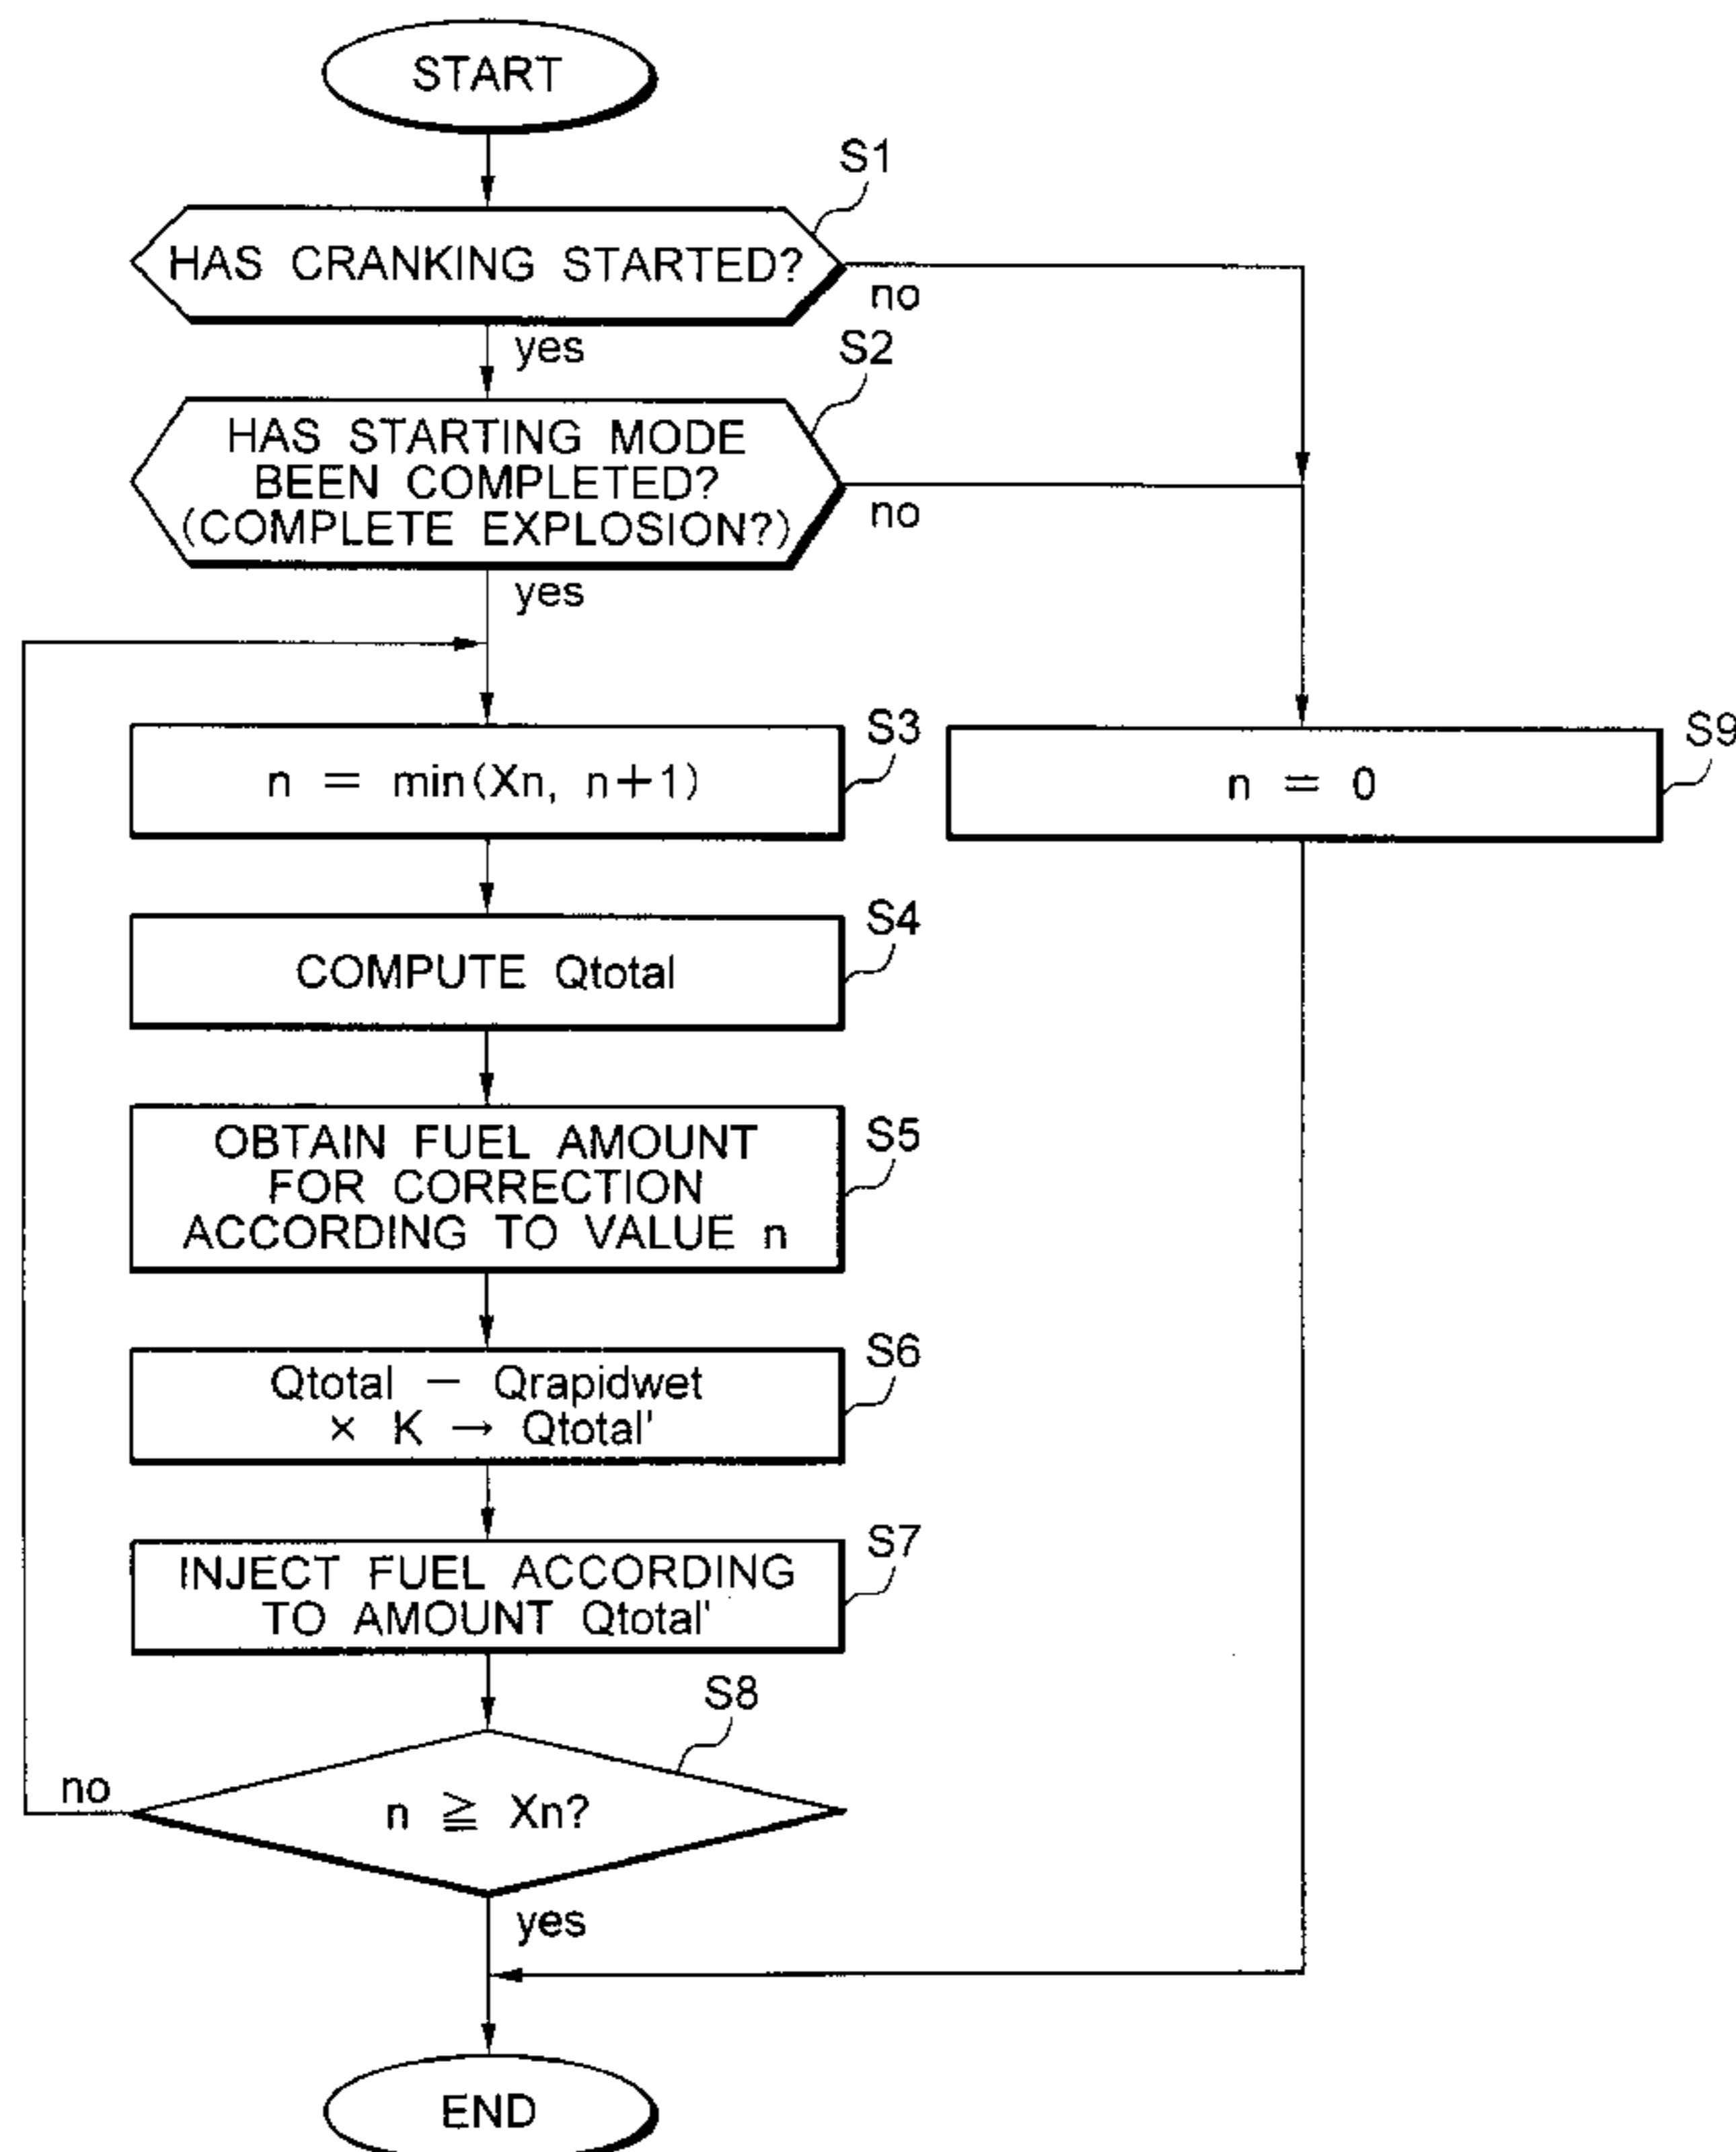 START
S1
HAS CRANKING STARTED?
no
yes
S2
HAS STARTING MODE
BEEN COMPLETED?
(COMPLETE EXPLOSION?)
no
yes
S3
n = min(Xn, n+1)
S9
n = 0
S4
COMPUTE Qtotal
S5
OBTAIN FUEL AMOUNT
FOR CORRECTION
ACCORDING TO VALUE n
S6
Qtotal − Qrapidwet
× K → Qtotal'
S7
INJECT FUEL ACCORDING
TO AMOUNT Qtotal'
S8
no
n ≧ Xn?
yes
END